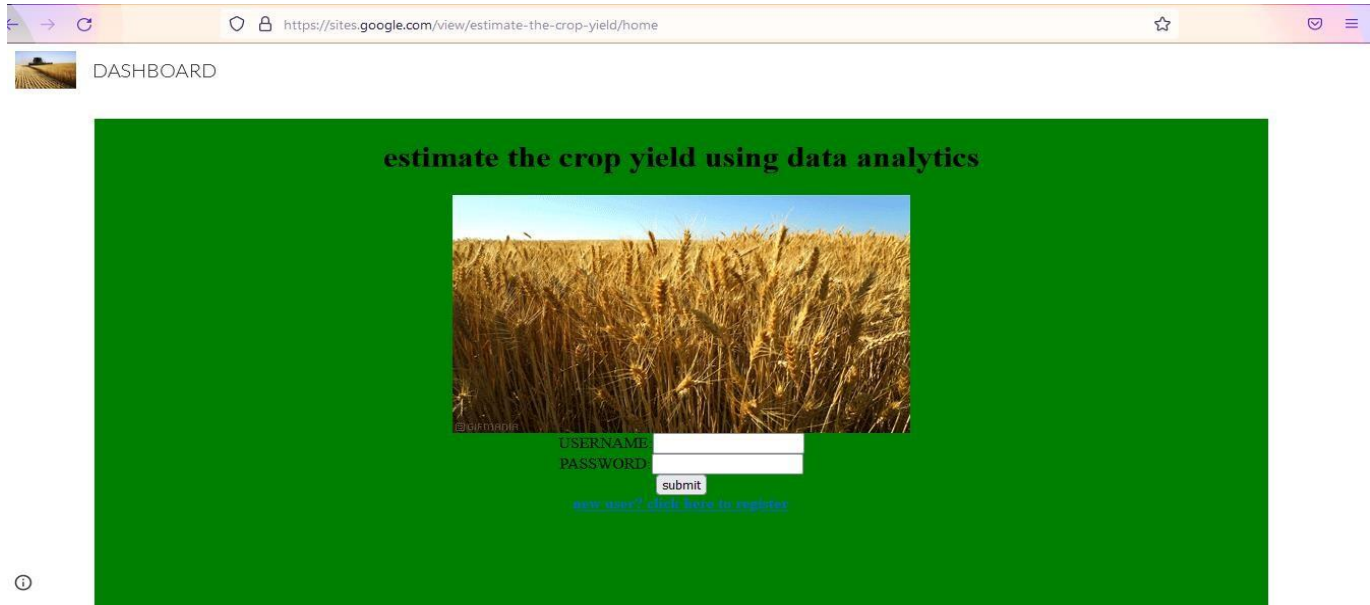 https://sites.google.com/view/estimate-the-crop-yield/home
DASHBOARD
estimate the crop yield using data analytics
GIFMANIA
USERNAME:
PASSWORD:
submit
new user? click here to register